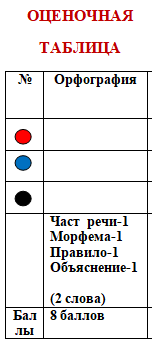 ОЦЕНОЧНАЯ
ТАБЛИЦА
№ Орфография
Част речи-1
Морфема-1
Правило-1
Объяснение-1
(2 слова)
Бал 8 баллов
лы